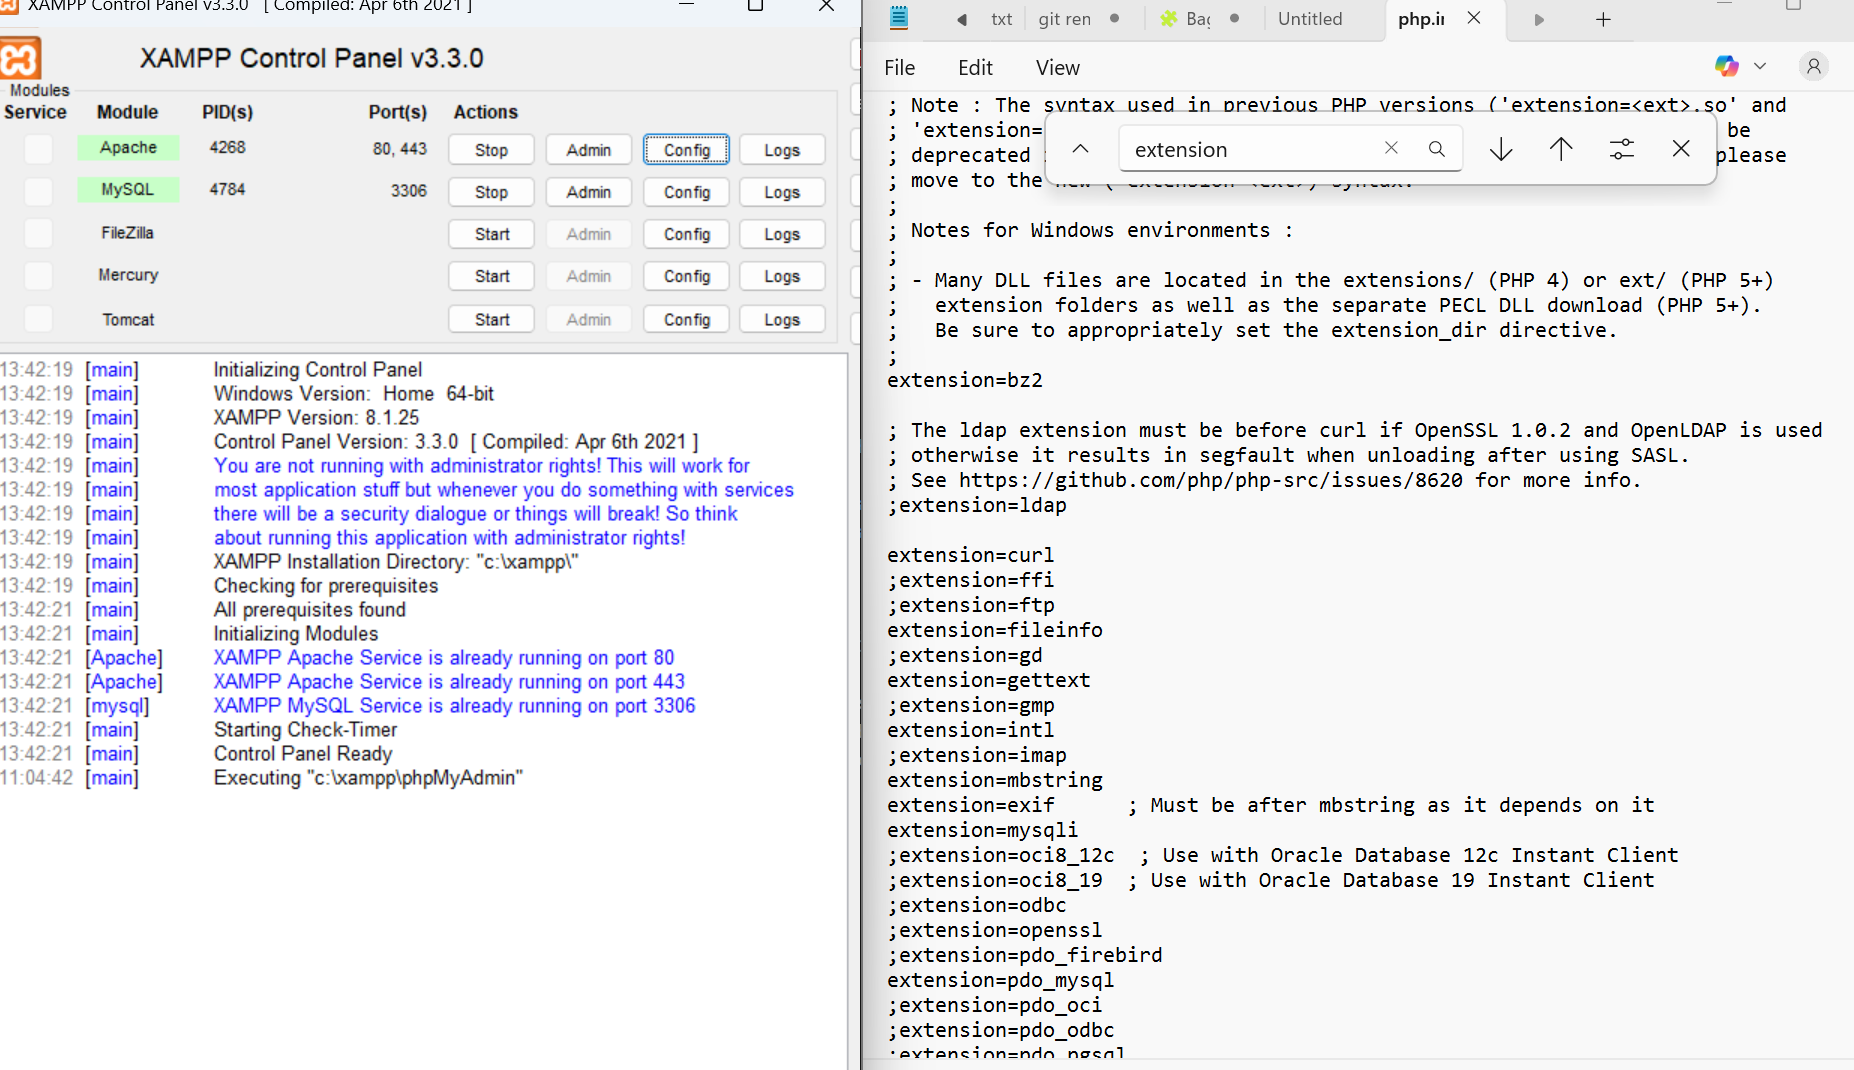 XAMPP Control Panel v3.3.0 [ Compiled: Apr 6th 2021 ]
XAMPP Control Panel v3.3.0
Modules
Service Module PID(s) Port(s) Actions
Apache 4268 80, 443 Stop Admin Config Logs
MySQL 4784 3306 Stop Admin Config Logs
FileZilla Start Admin Config Logs
Mercury Start Admin Config Logs
Tomcat Start Admin Config Logs
13:42:19 [main] Initializing Control Panel
13:42:19 [main] Windows Version: Home 64-bit
13:42:19 [main] XAMPP Version: 8.1.25
13:42:19 [main] Control Panel Version: 3.3.0 [ Compiled: Apr 6th 2021 ]
13:42:19 [main] You are not running with administrator rights! This will work for
13:42:19 [main] most application stuff but whenever you do something with services
13:42:19 [main] there will be a security dialogue or things will break! So think
13:42:19 [main] about running this application with administrator rights!
13:42:19 [main] XAMPP Installation Directory: "c:\xampp\"
13:42:19 [main] Checking for prerequisites
13:42:21 [main] All prerequisites found
13:42:21 [main] Initializing Modules
13:42:21 [Apache] XAMPP Apache Service is already running on port 80
13:42:21 [Apache] XAMPP Apache Service is already running on port 443
13:42:21 [mysql] XAMPP MySQL Service is already running on port 3306
13:42:21 [main] Starting Check-Timer
13:42:21 [main] Control Panel Ready
11:04:42 [main] Executing "c:\xampp\phpMyAdmin"
txt git ren Untitled php.ir
File Edit View
extension
; Note : The syntax used in previous PHP versions ('extension=<ext>.so' and
; 'extension= be
; deprecated please
; move to the new ('extension=<ext>) syntax.
;
; Notes for Windows environments :
;
; - Many DLL files are located in the extensions/ (PHP 4) or ext/ (PHP 5+)
; extension folders as well as the separate PECL DLL download (PHP 5+).
; Be sure to appropriately set the extension_dir directive.
;
extension=bz2
; The ldap extension must be before curl if OpenSSL 1.0.2 and OpenLDAP is used
; otherwise it results in segfault when unloading after using SASL.
; See https://github.com/php/php-src/issues/8620 for more info.
;extension=ldap
extension=curl
;extension=ffi
;extension=ftp
extension=fileinfo
;extension=gd
extension=gettext
;extension=gmp
extension=intl
;extension=imap
extension=mbstring
extension=exif ; Must be after mbstring as it depends on it
extension=mysqli
;extension=oci8_12c ; Use with Oracle Database 12c Instant Client
;extension=oci8_19 ; Use with Oracle Database 19 Instant Client
;extension=odbc
;extension=openssl
;extension=pdo_firebird
extension=pdo_mysql
;extension=pdo_oci
;extension=pdo_odbc
;extension=pdo_pgsql